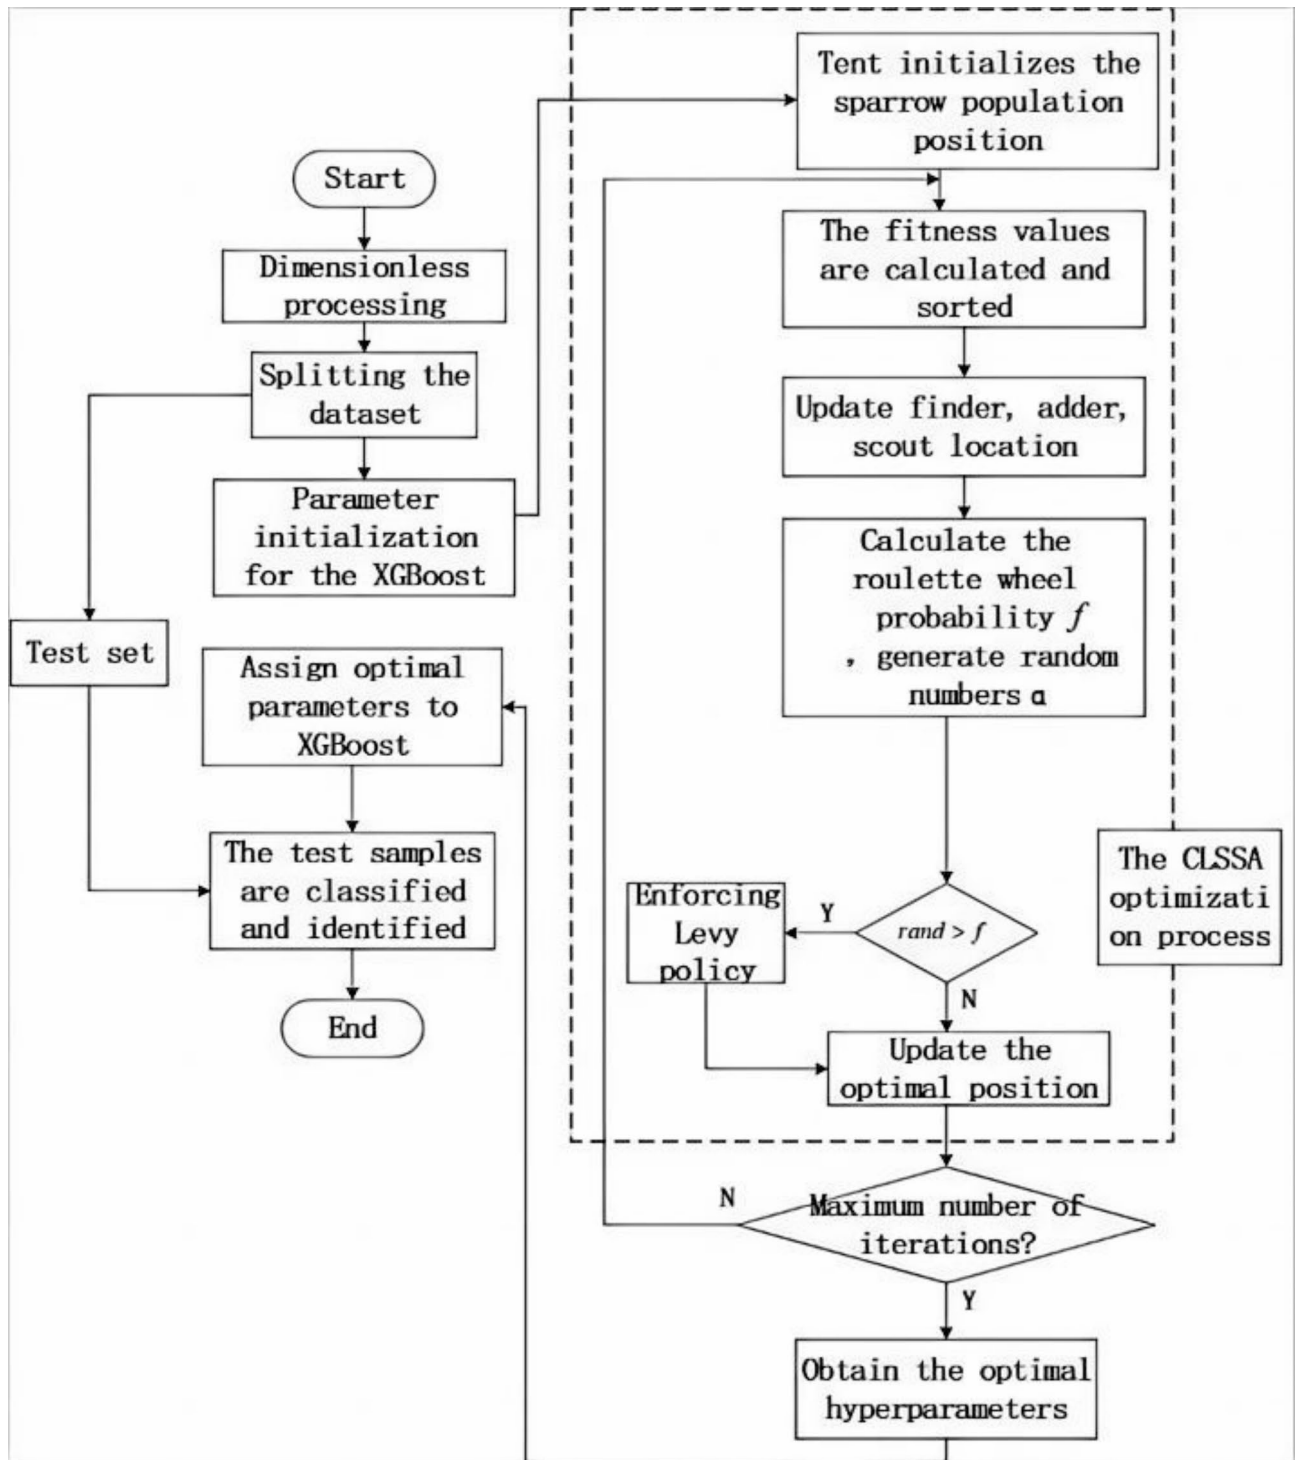 Start
Dimensionless
processing
Splitting the
dataset
Parameter
initialization
for the XGBoost
Test set
Assign optimal
parameters to
XGBoost
The test samples
are classified
and identified
End
Tent initializes the
sparrow population
position
The fitness values
are calculated and
sorted
Update finder, adder,
scout location
Calculate the
roulette wheel
probability f
, generate random
numbers α
rand > f
Y
Enforcing
Levy
policy
N
Update the
optimal position
The CLSSA
optimizati
on process
Maximum number of
iterations?
N
Y
Obtain the optimal
hyperparameters